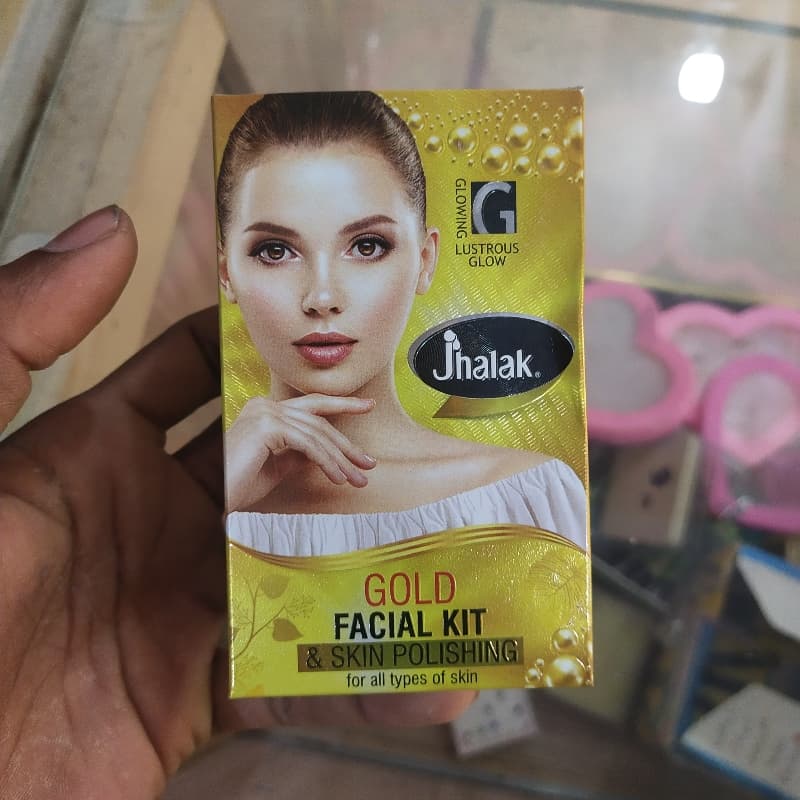 GLOWING
G
LUSTROUS
GLOW
Jhalak®
GOLD
FACIAL KIT
& SKIN POLISHING
for all types of skin